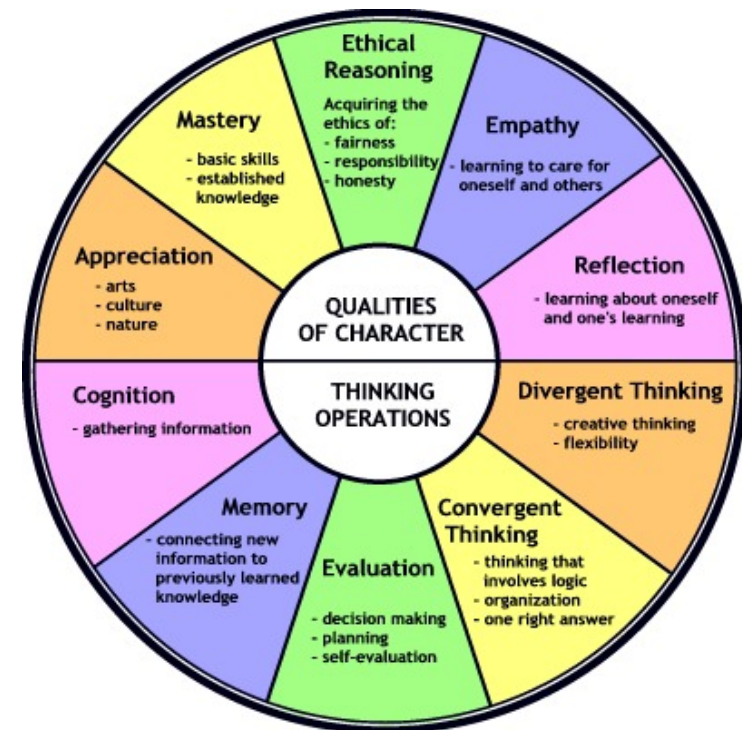 Ethical
Reasoning
Acquiring the
ethics of:
- fairness
- responsibility
- honesty
Empathy
- learning to care for
oneself and others
Reflection
- learning about oneself
and one's learning
Divergent Thinking
- creative thinking
- flexibility
Convergent
Thinking
- thinking that
involves logic
- organization
- one right answer
Evaluation
- decision making
- planning
- self-evaluation
Memory
- connecting new
information to
previously learned
knowledge
Cognition
- gathering information
Appreciation
- arts
- culture
- nature
Mastery
- basic skills
- established
knowledge
QUALITIES
OF CHARACTER
THINKING
OPERATIONS